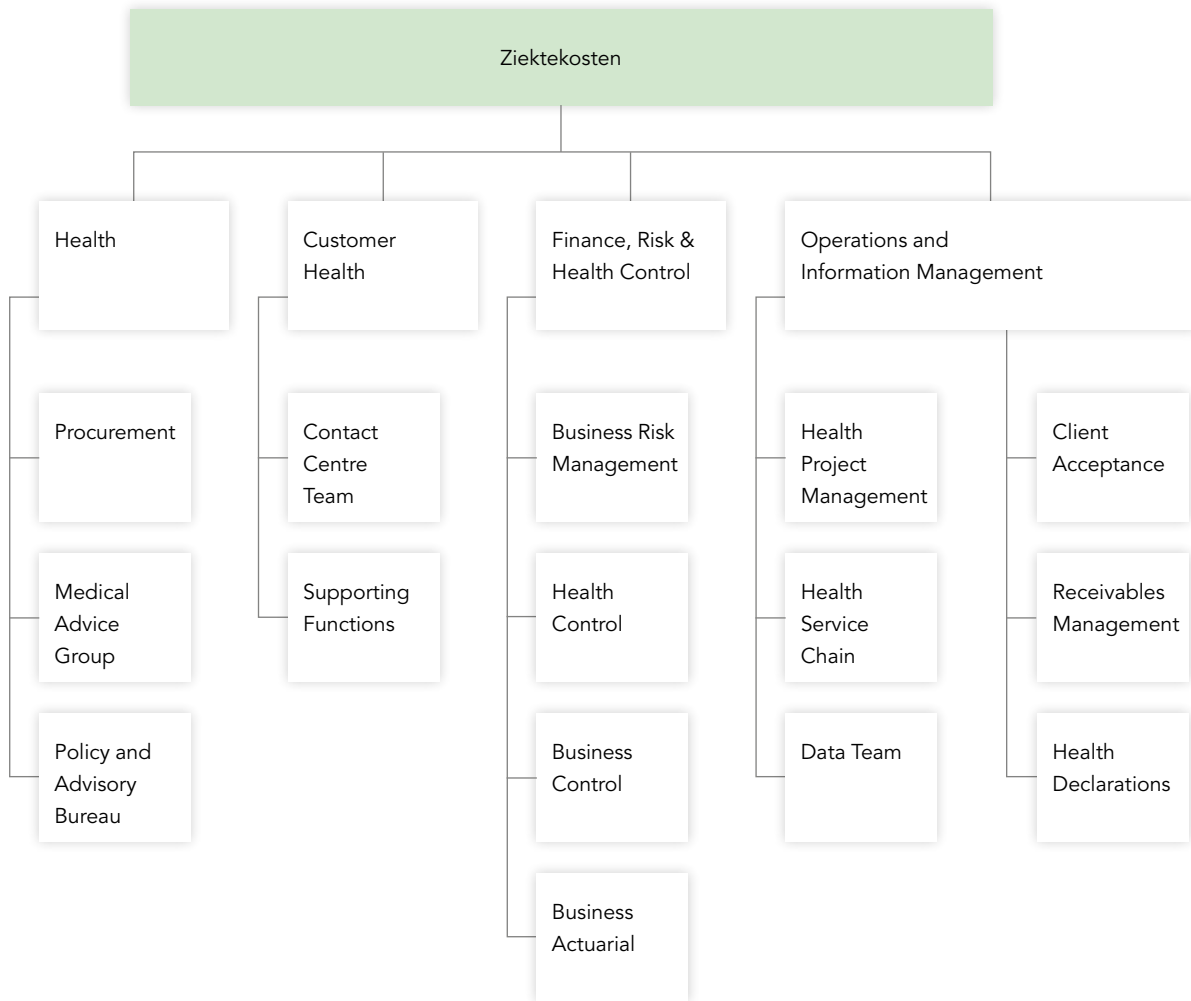 Ziektekosten
Health
Customer
Health
Finance, Risk &
Health Control
Operations and
Information Management
Procurement
Contact
Centre
Team
Business Risk
Management
Health
Project
Management
Client
Acceptance
Medical
Advice
Group
Supporting
Functions
Health
Control
Health
Service
Chain
Receivables
Management
Policy and
Advisory
Bureau
Business
Control
Data Team
Health
Declarations
Business
Actuarial